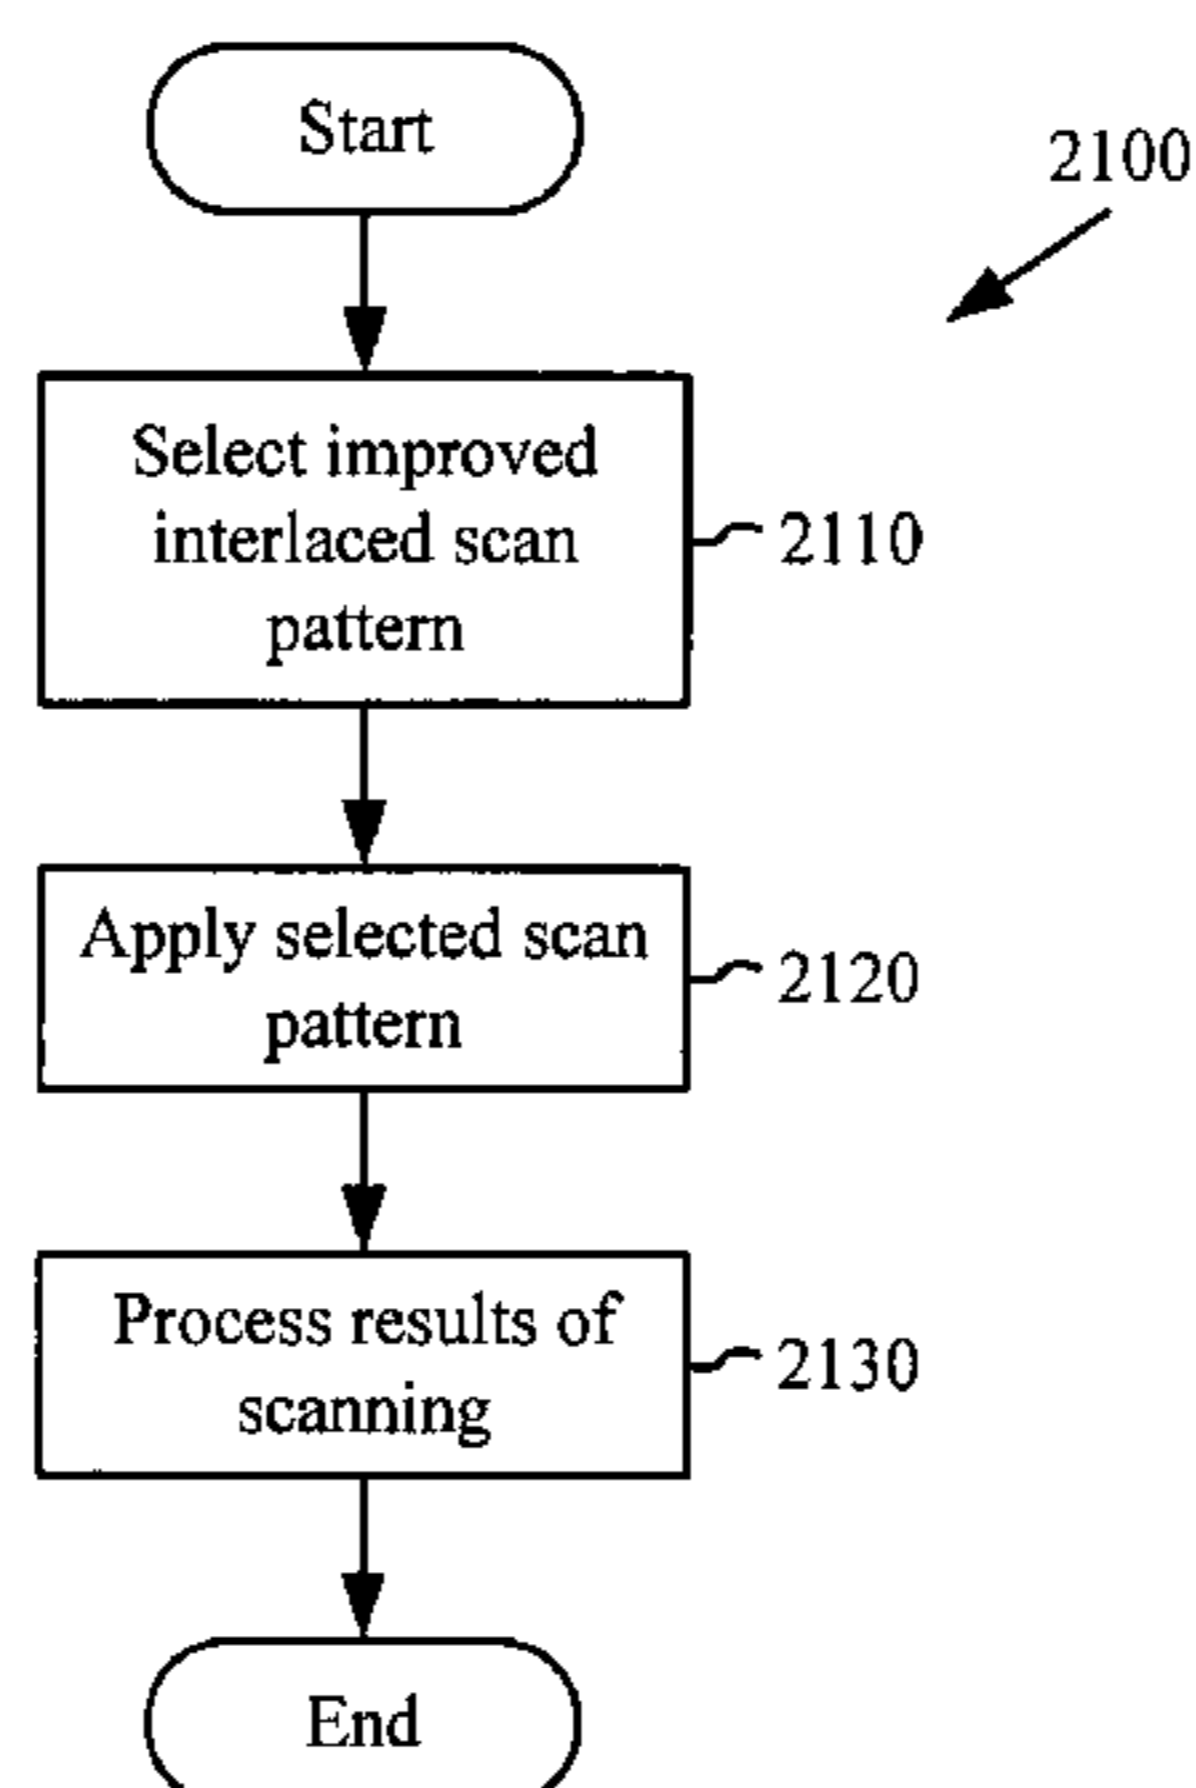 Start
2100
Select improved
interlaced scan
pattern
2110
Apply selected scan
pattern
2120
Process results of
scanning
2130
End